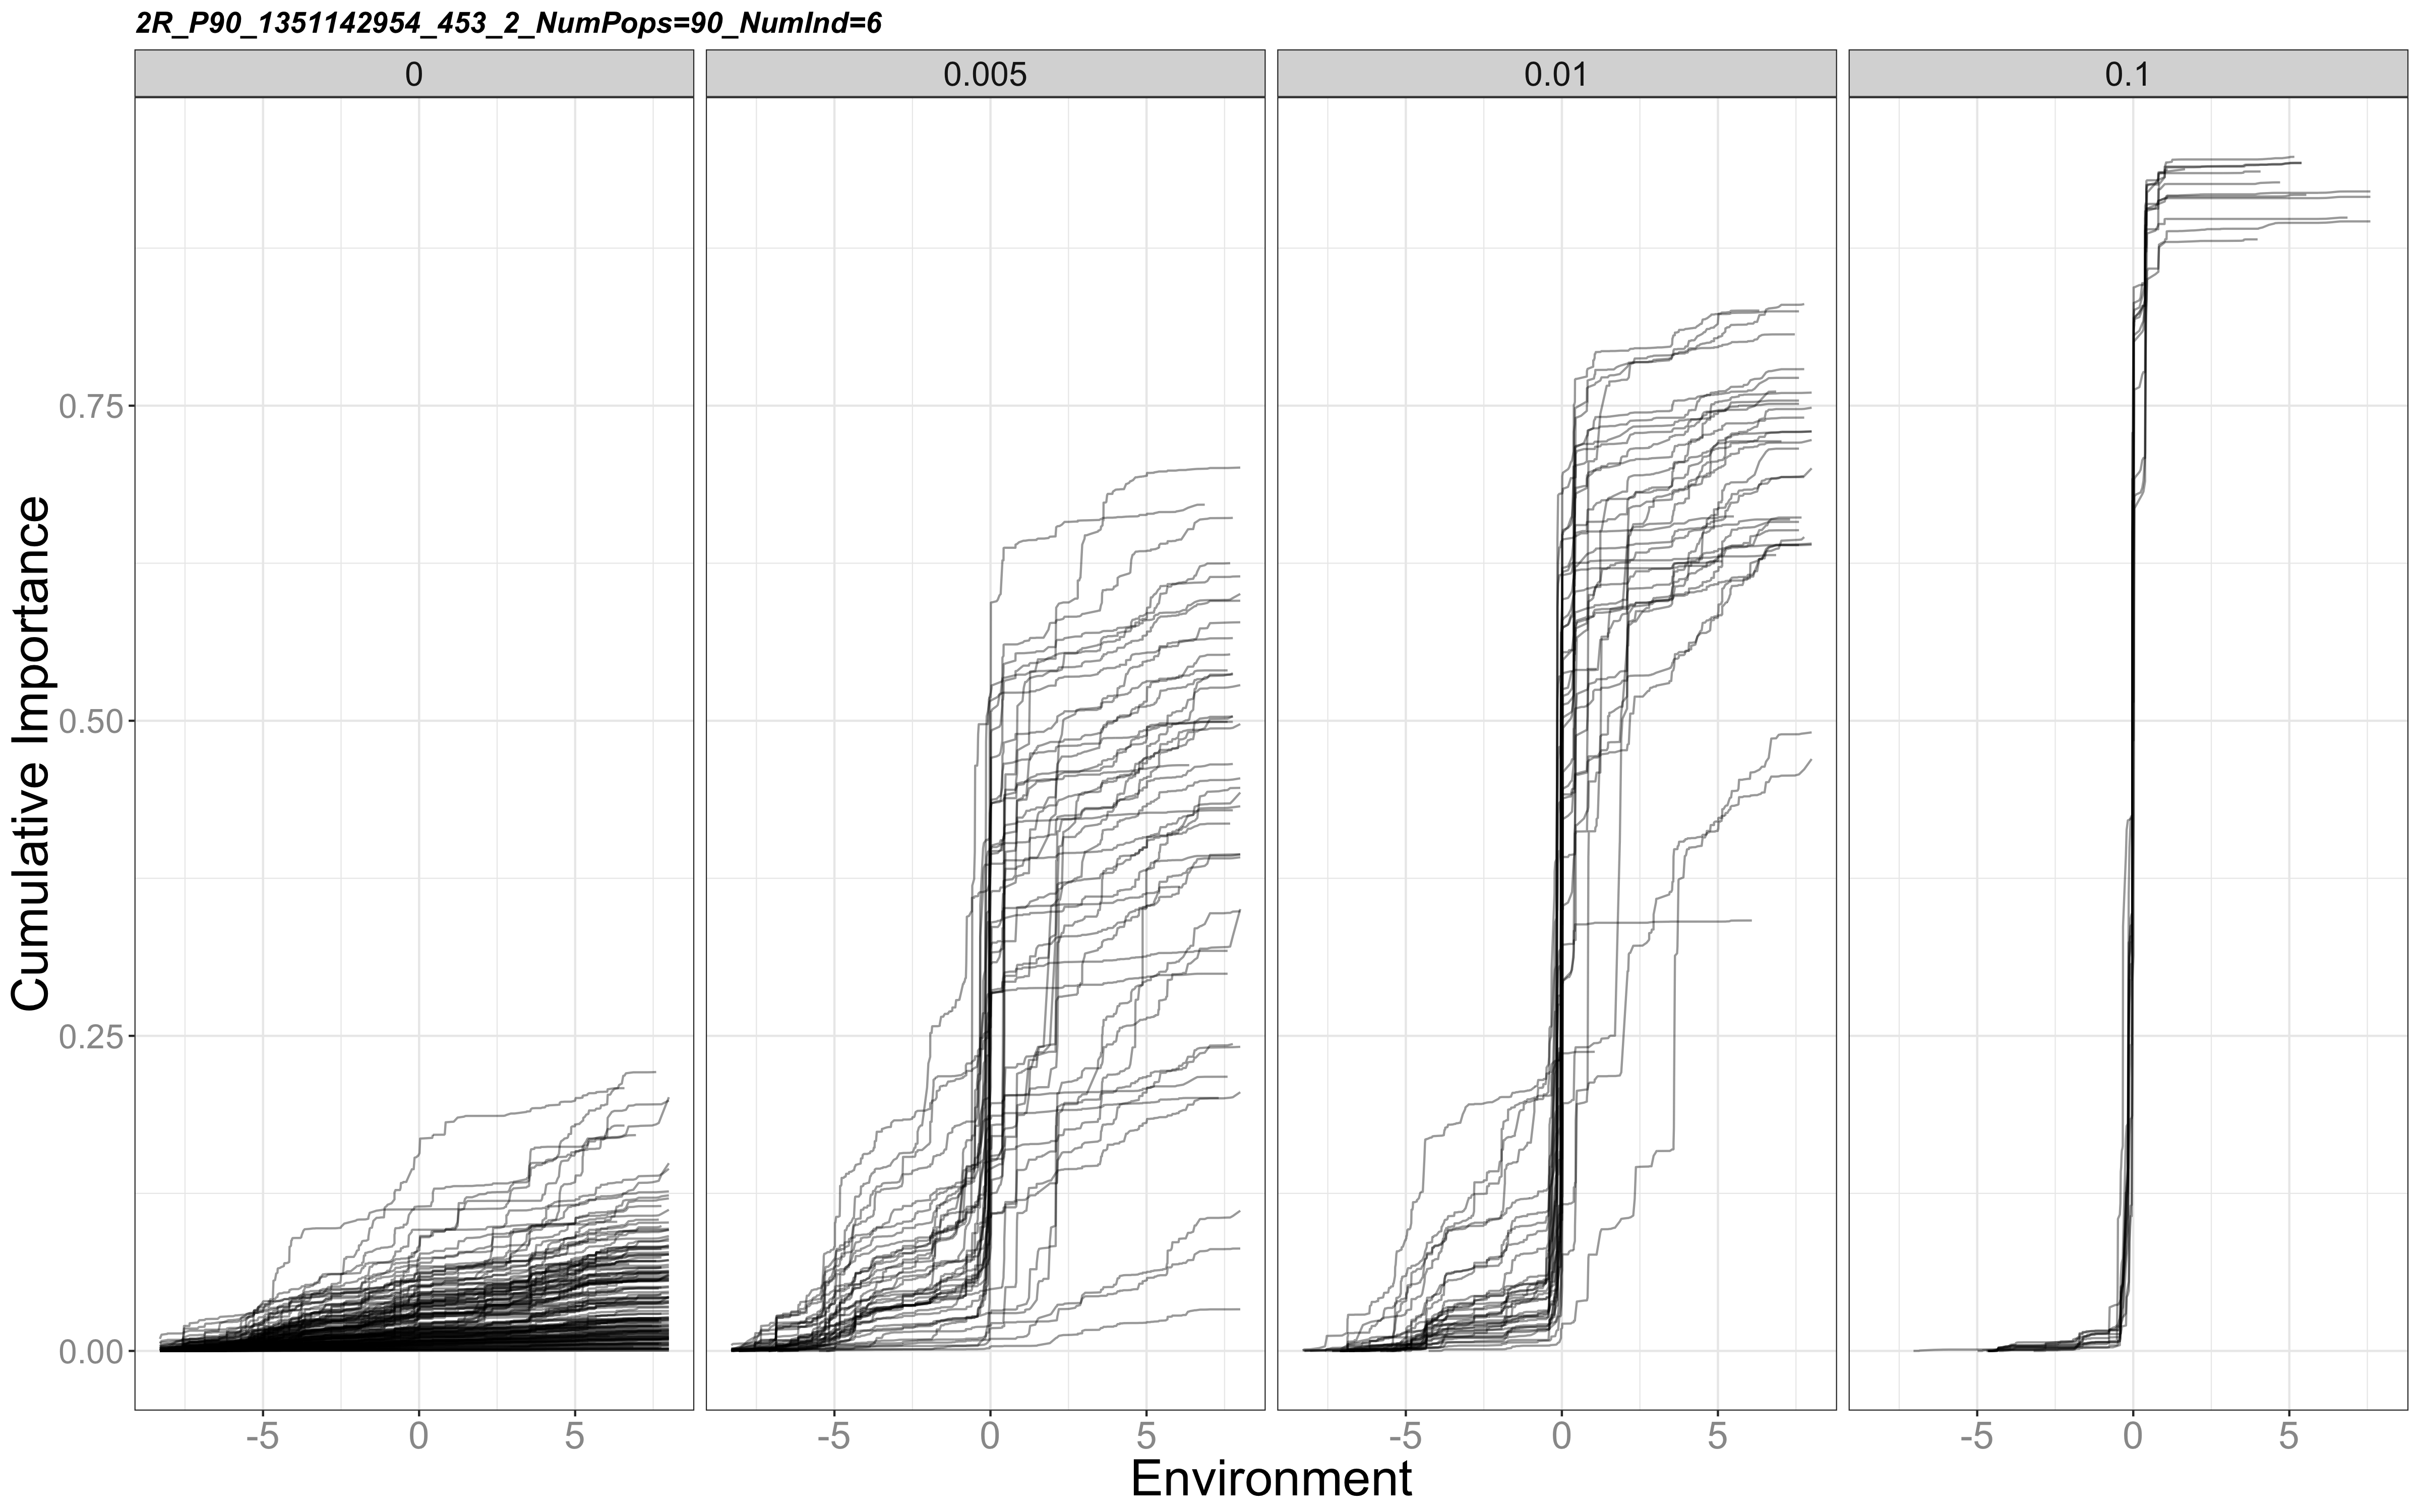 2R_P90_1351142954_453_2_NumPops=90_NumInd=6
0 0.005 0.01 0.1
Cumulative Importance
0.75
0.50
0.25
0.00
-5 0 5 -5 0 5 -5 0 5 -5 0 5
Environment